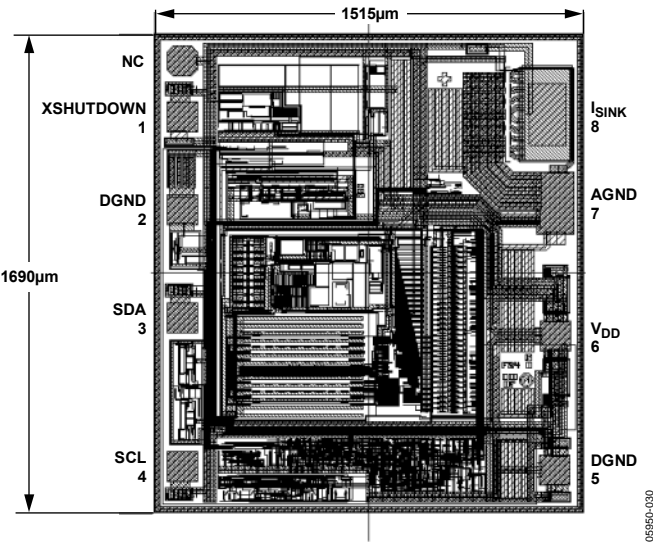 1515µm
NC
XSHUTDOWN
1
ISINK
8
DGND
2
AGND
7
1690µm
SDA
3
VDD
6
SCL
4
DGND
5
05950-030